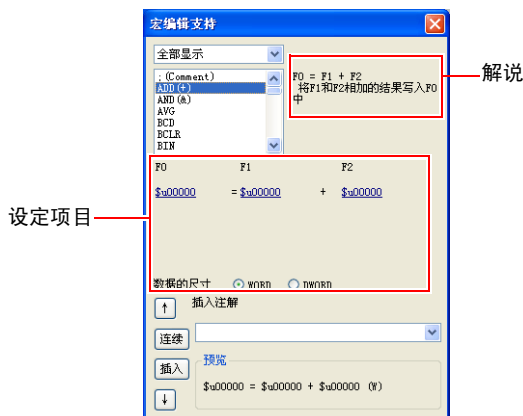 宏编辑支持
全部显示
; (Comment)
ADD(+)
AND(&)
AVG
BCD
BCLR
BIN
F0 = F1 + F2
将F1和F2相加的结果写入F0
中
解说
F0 F1 F2
$u00000 = $u00000 + $u00000
设定项目
数据的尺寸 WORD DWORD
↑ 插入注解
连续
插入
预览
$u00000 = $u00000 + $u00000 (W)
↓